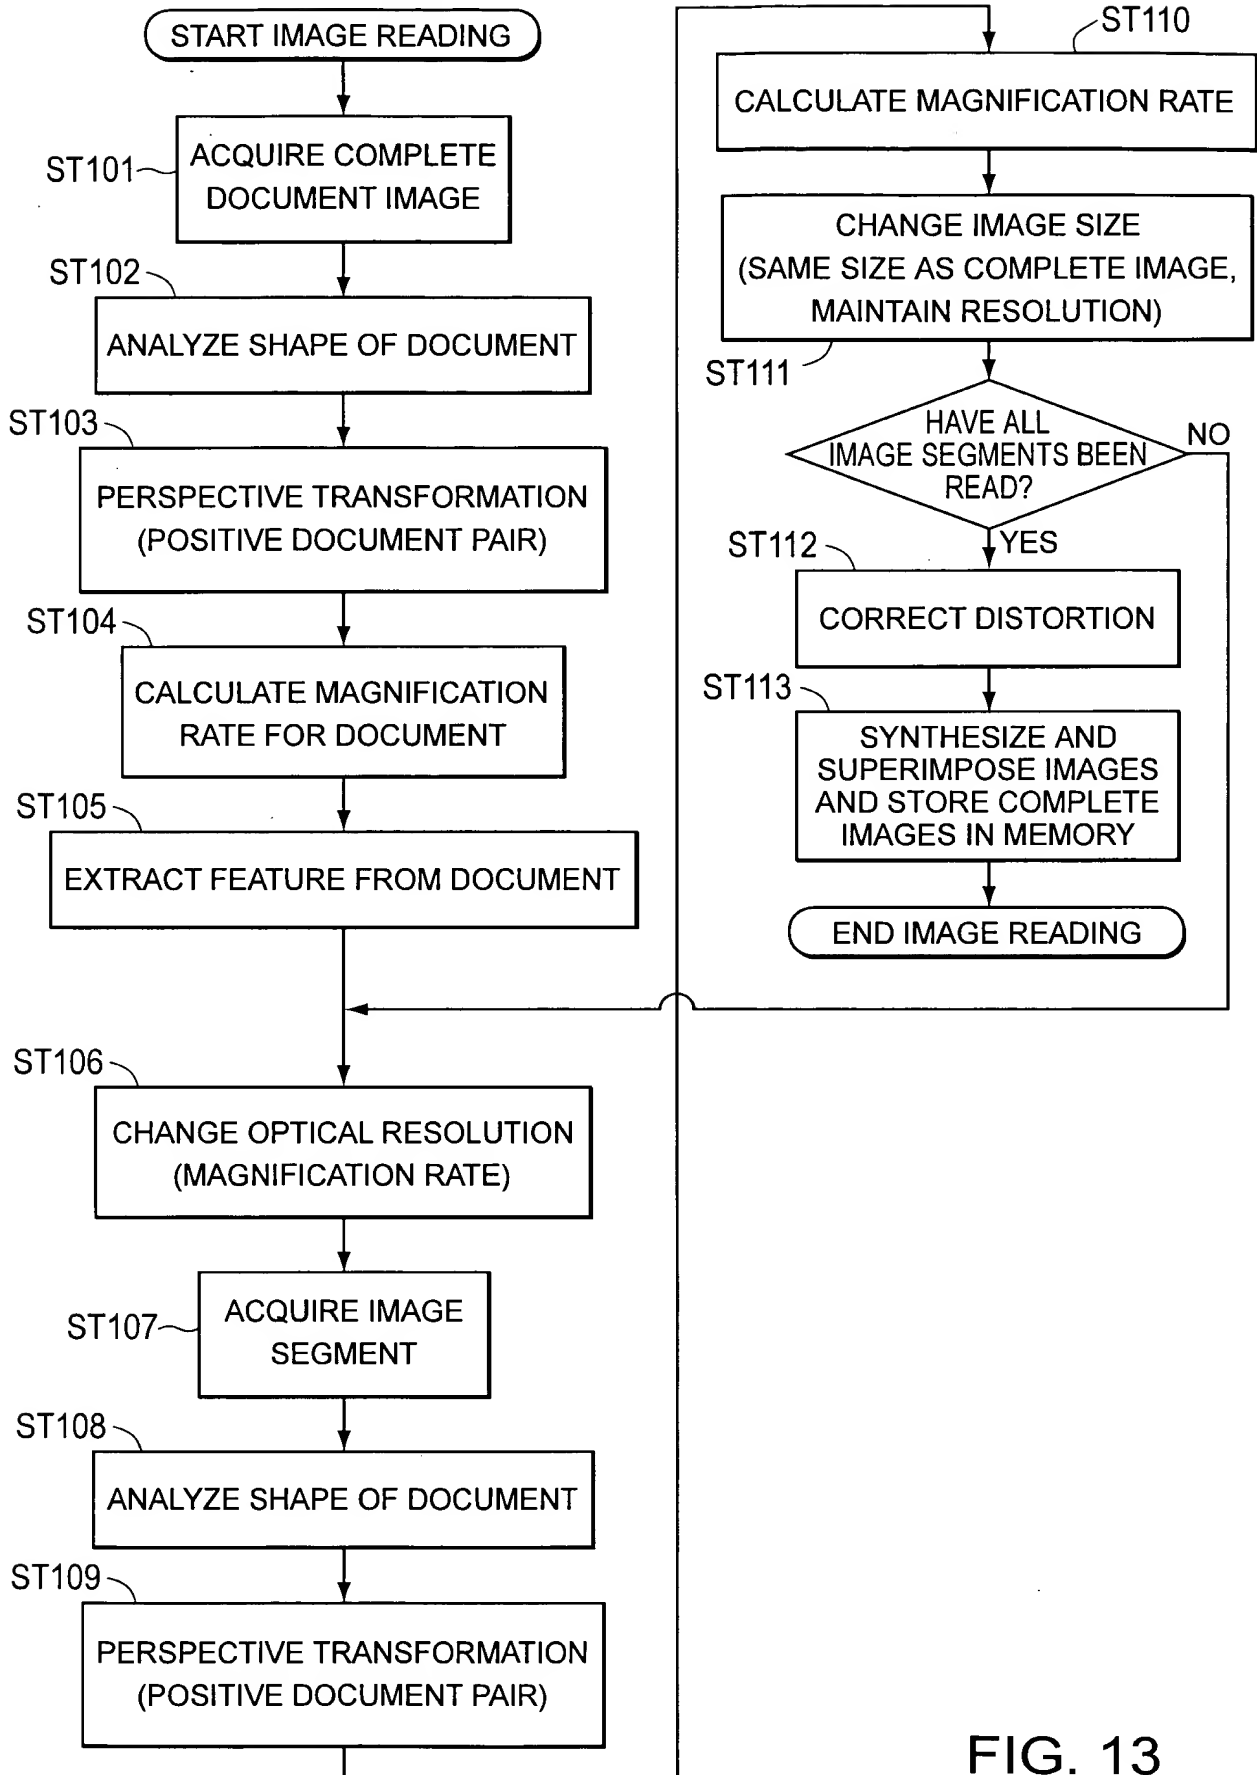 START IMAGE READING
ST101
ACQUIRE COMPLETE
DOCUMENT IMAGE
ST102
ANALYZE SHAPE OF DOCUMENT
ST103
PERSPECTIVE TRANSFORMATION
(POSITIVE DOCUMENT PAIR)
ST104
CALCULATE MAGNIFICATION
RATE FOR DOCUMENT
ST105
EXTRACT FEATURE FROM DOCUMENT
ST106
CHANGE OPTICAL RESOLUTION
(MAGNIFICATION RATE)
ST107
ACQUIRE IMAGE
SEGMENT
ST108
ANALYZE SHAPE OF DOCUMENT
ST109
PERSPECTIVE TRANSFORMATION
(POSITIVE DOCUMENT PAIR)
ST110
CALCULATE MAGNIFICATION RATE
CHANGE IMAGE SIZE
(SAME SIZE AS COMPLETE IMAGE,
MAINTAIN RESOLUTION)
ST111
HAVE ALL
IMAGE SEGMENTS BEEN
READ?
NO
YES
ST112
CORRECT DISTORTION
ST113
SYNTHESIZE AND
SUPERIMPOSE IMAGES
AND STORE COMPLETE
IMAGES IN MEMORY
END IMAGE READING
FIG. 13